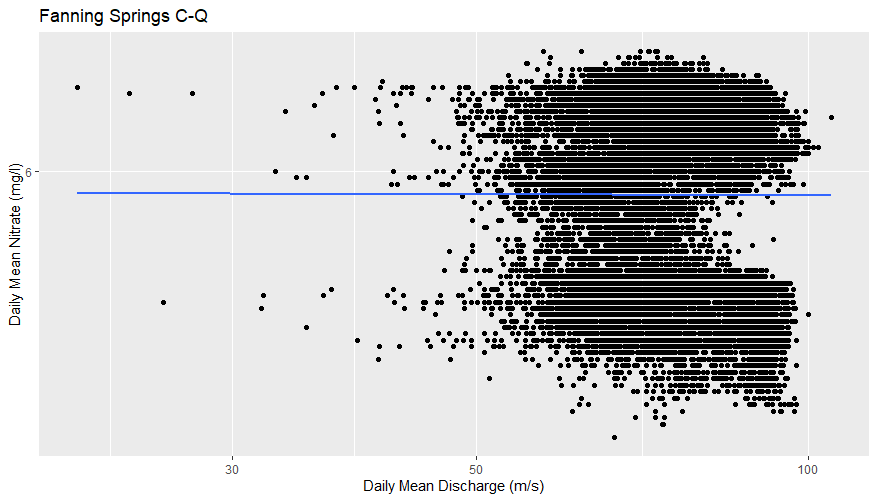 Fanning Springs C-Q
Daily Mean Nitrate (mg/l)
6
30 50 100
Daily Mean Discharge (m/s)